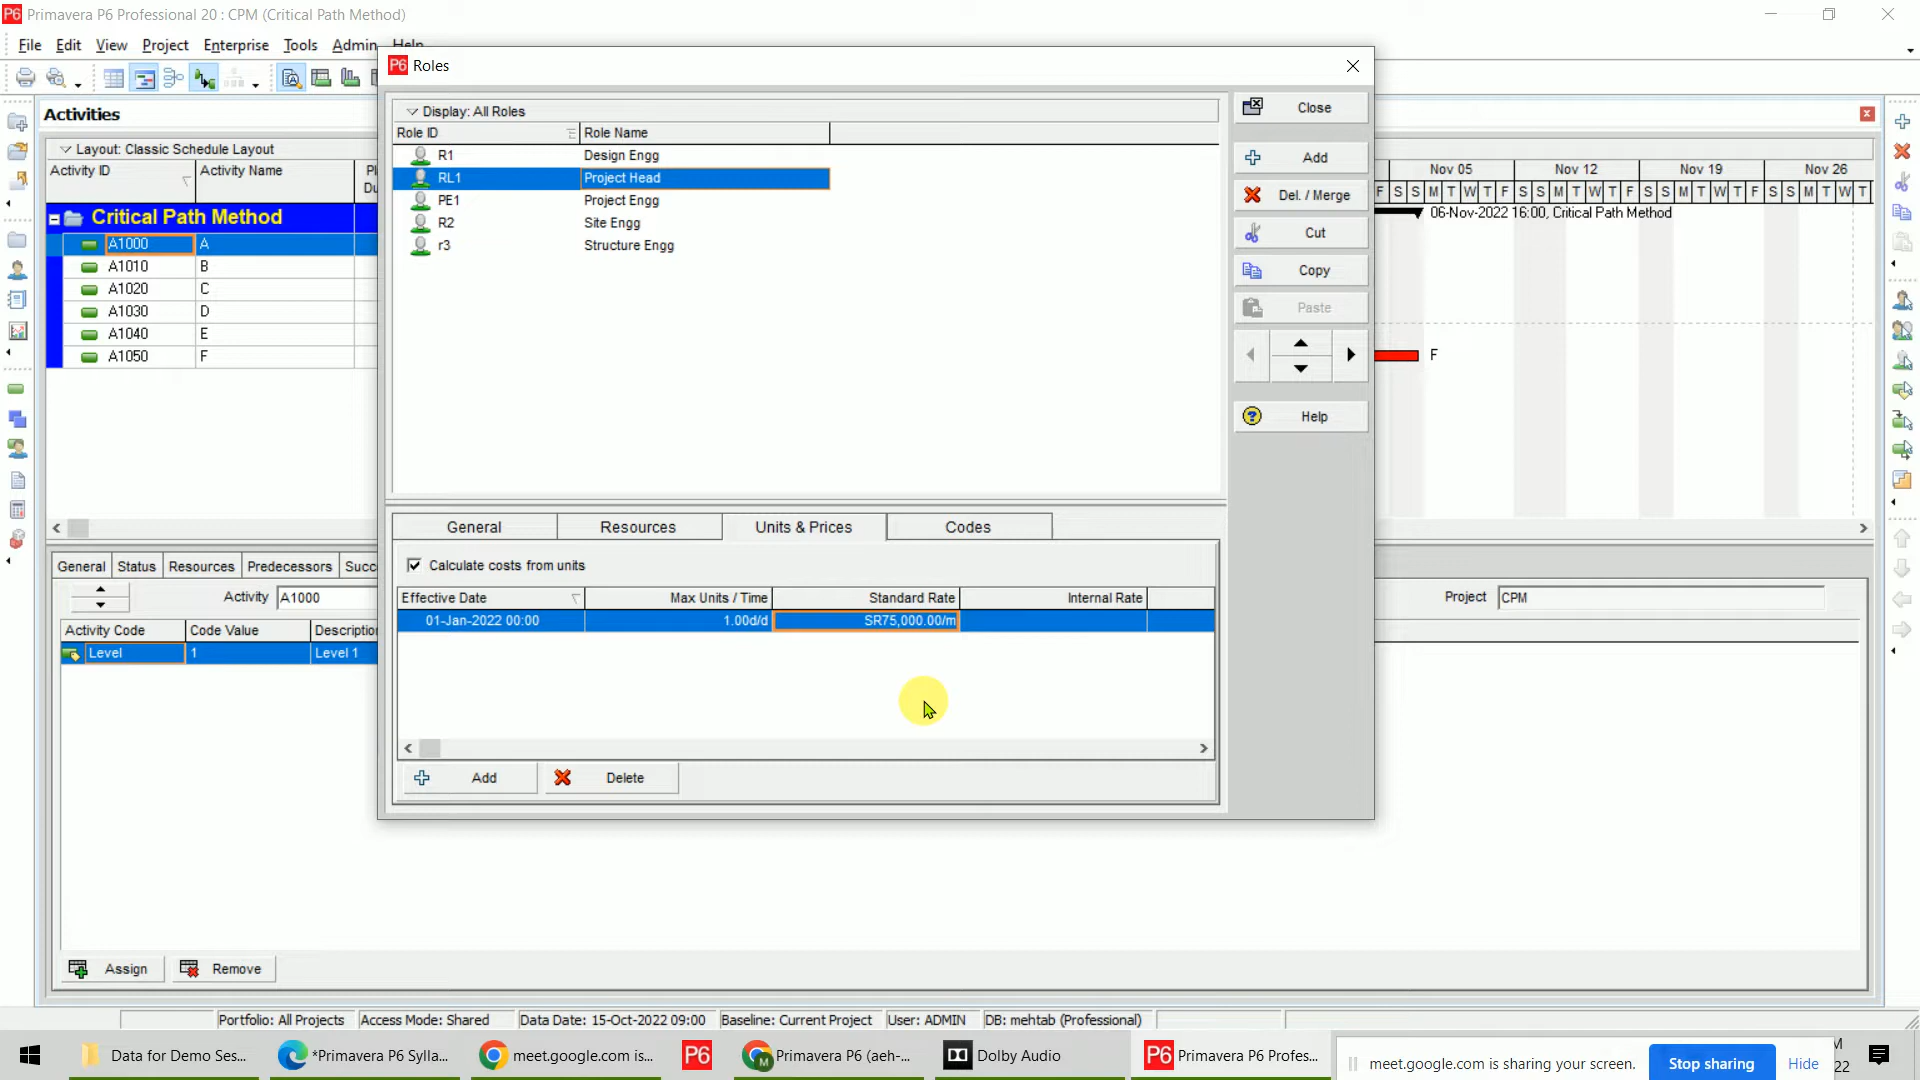 P6 Primavera P6 Professional 20 : CPM (Critical Path Method)
File Edit View Project Enterprise Tools Admin Help
P6 Roles
Activities
Layout: Classic Schedule Layout
Activity ID Activity Name
Critical Path Method
A1000 A
A1010 B
A1020 C
A1030 D
A1040 E
A1050 F
Display: All Roles
Role ID Role Name
R1 Design Engg
RL1 Project Head
PE1 Project Engg
R2 Site Engg
r3 Structure Engg
Close
Add
Del. / Merge
Cut
Copy
Paste
Help
Nov 05 Nov 12 Nov 19 Nov 26
F S S M T W T F S S M T W T F S S M T W T F S S M T W T
06-Nov-2022 16:00, Critical Path Method
F
General Resources Units & Prices Codes
Calculate costs from units
Effective Date Max Units / Time Standard Rate Internal Rate
01-Jan-2022 00:00 1.00d/d SR75,000.00/m
Add Delete
General Status Resources Predecessors Succ
Activity A1000
Project CPM
Activity Code Code Value Descriptio
Level 1 Level 1
Assign Remove
Portfolio: All Projects Access Mode: Shared Data Date: 15-Oct-2022 09:00 Baseline: Current Project User: ADMIN DB: mehtab (Professional)
Data for Demo Ses... *Primavera P6 Sylla... meet.google.com is... P6 Primavera P6 (aeh-... Dolby Audio P6 Primavera P6 Profes...
meet.google.com is sharing your screen. Stop sharing Hide